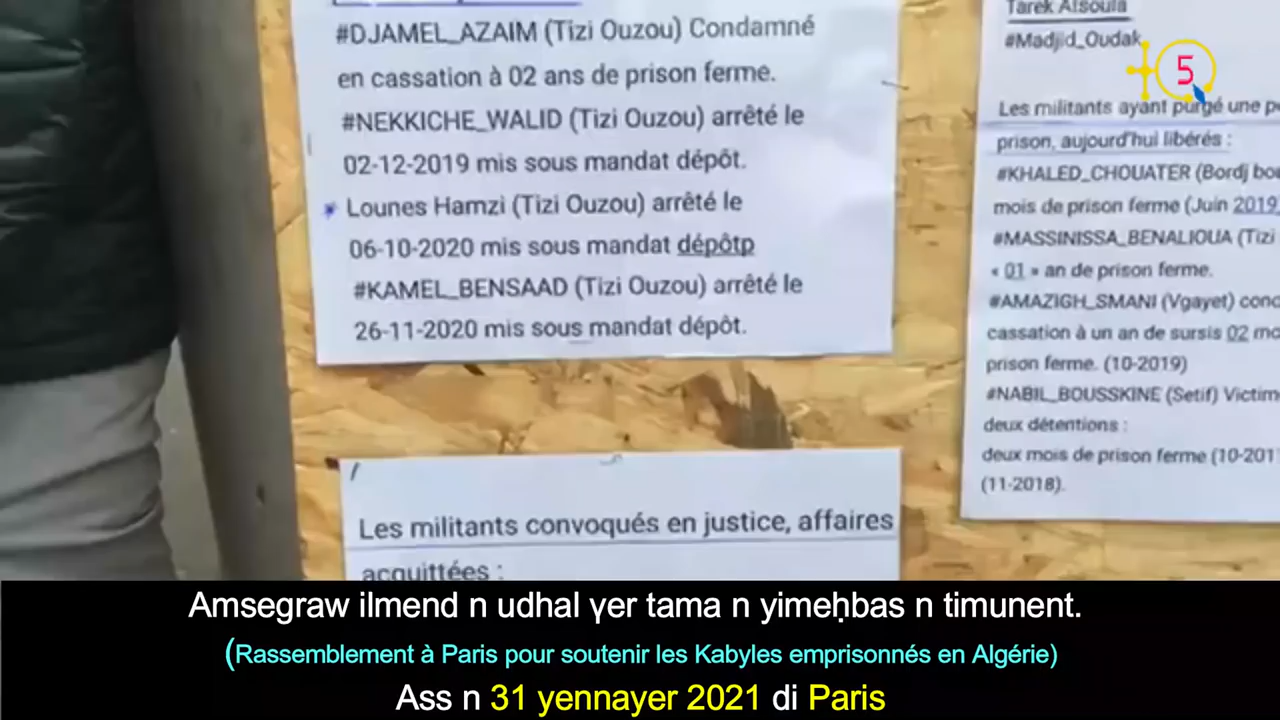 #DJAMEL_AZAIM (Tizi Ouzou) Condamné
en cassation à 02 ans de prison ferme.
#NEKKICHE_WALID (Tizi Ouzou) arrêté le
02-12-2019 mis sous mandat dépôt.
Lounes Hamzi (Tizi Ouzou) arrêté le
06-10-2020 mis sous mandat dépôtp
#KAMEL_BENSAAD (Tizi Ouzou) arrêté le
26-11-2020 mis sous mandat dépôt.
Les militants convoqués en justice, affaires
acquittées :
Tarek Alsoula
#Madjid_Oudak
5
Les militants ayant purgé une
prison, aujourd'hui libérés :
#KHALED_CHOUATER (Bordj
mois de prison ferme (Juin 2019)
#MASSINISSA_BENALIOUA (Tizi
« 01 » an de prison ferme.
#AMAZIGH_SMANI (Vgayet)
cassation à un an de sursis 02
prison ferme. (10-2019)
#NABIL_BOUSSKINE (Setif)
deux détentions :
deux mois de prison ferme
(11-2018).
Amsegraw ilmend n udhal γer tama n yimeḥbas n timunent.
(Rassemblement à Paris pour soutenir les Kabyles emprisonnés en Algérie)
Ass n 31 yennayer 2021 di Paris